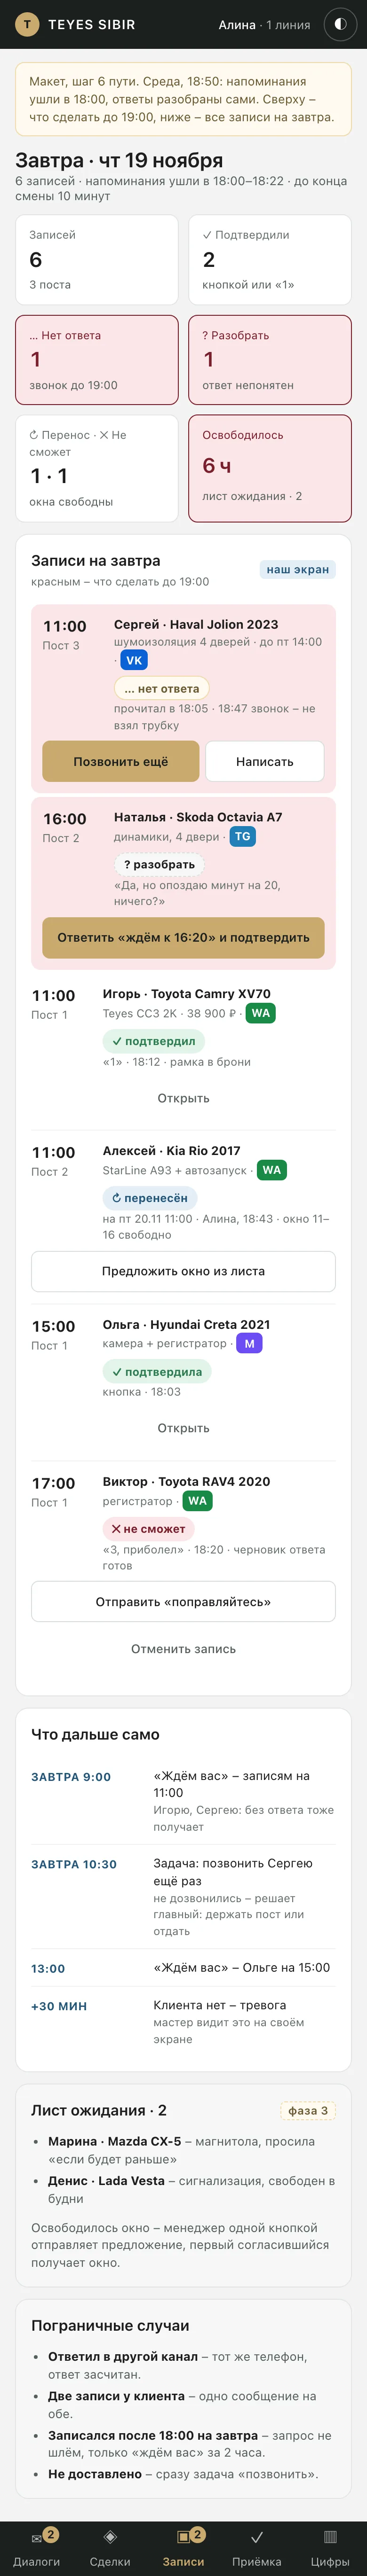 T TEYES SIBIR Алина · 1 линия
Макет, шаг 6 пути. Среда, 18:50: напоминания
ушли в 18:00, ответы разобраны сами. Сверху –
что сделать до 19:00, ниже – все записи на завтра.
Завтра · чт 19 ноября
6 записей · напоминания ушли в 18:00–18:22 · до конца
смены 10 минут
Записей
6
3 поста
✓ Подтвердили
2
кнопкой или «1»
… Нет ответа
1
звонок до 19:00
? Разобрать
1
ответ непонятен
↻ Перенос · ✕ Не
сможет
1 · 1
окна свободны
Освободилось
6 ч
лист ожидания · 2
Записи на завтра
красным – что сделать до 19:00
наш экран
11:00
Пост 3
Сергей · Haval Jolion 2023
шумоизоляция 4 дверей · до пт 14:00
· VK
… нет ответа
прочитал в 18:05 · 18:47 звонок – не
взял трубку
Позвонить ещё
Написать
16:00
Пост 2
Наталья · Skoda Octavia A7
динамики, 4 двери · TG
? разобрать
«Да, но опоздаю минут на 20,
ничего?»
Ответить «ждём к 16:20» и подтвердить
11:00
Пост 1
Игорь · Toyota Camry XV70
Teyes CC3 2K · 38 900 ₽ · WA
✓ подтвердил
«1» · 18:12 · рамка в брони
Открыть
11:00
Пост 2
Алексей · Kia Rio 2017
StarLine A93 + автозапуск · WA
↻ перенесён
на пт 20.11 11:00 · Алина, 18:43 · окно 11–
16 свободно
Предложить окно из листа
15:00
Пост 1
Ольга · Hyundai Creta 2021
камера + регистратор · M
✓ подтвердила
кнопка · 18:03
Открыть
17:00
Пост 1
Виктор · Toyota RAV4 2020
регистратор · WA
✕ не сможет
«3, приболел» · 18:20 · черновик ответа
готов
Отправить «поправляйтесь»
Отменить запись
Что дальше само
ЗАВТРА 9:00
«Ждём вас» – записям на
11:00
Игорю, Сергею: без ответа тоже
получает
ЗАВТРА 10:30
Задача: позвонить Сергею
ещё раз
не дозвонились – решает
главный: держать пост или
отдать
13:00
«Ждём вас» – Ольге на 15:00
+30 МИН
Клиента нет – тревога
мастер видит это на своём
экране
Лист ожидания · 2
фаза 3
• Марина · Mazda CX-5 – магнитола, просила
«если будет раньше»
• Денис · Lada Vesta – сигнализация, свободен в
будни
Освободилось окно – менеджер одной кнопкой
отправляет предложение, первый согласившийся
получает окно.
Пограничные случаи
• Ответил в другой канал – тот же телефон,
ответ засчитан.
• Две записи у клиента – одно сообщение на
обе.
• Записался после 18:00 на завтра – запрос не
шлём, только «ждём вас» за 2 часа.
• Не доставлено – сразу задача «позвонить».
2 2
Диалоги Сделки Записи Приёмка Цифры